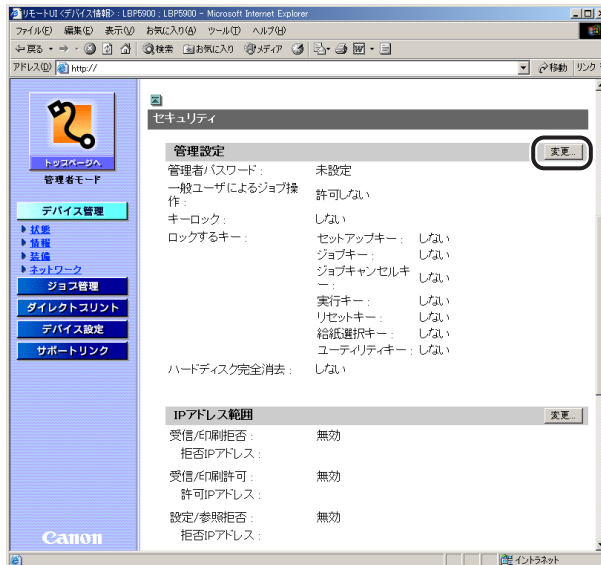 リモートUI <デバイス情報> : LBP5900 ; LBP5900 - Microsoft Internet Explorer
ファイル(F) 編集(E) 表示(V) お気に入り(A) ツール(T) ヘルプ(H)
戻る 検索 お気に入り メディア
アドレス(D) http:// 移動 リンク
トップページへ
管理者モード
デバイス管理
状態
情報
装備
ネットワーク
ジョブ管理
ダイレクトプリント
デバイス設定
サポートリンク
Canon
セキュリティ
管理設定 変更...
管理者パスワード : 未設定
一般ユーザによるジョブ操
作 : 許可しない
キーロック : しない
ロックするキー : セットアップキー : しない
ジョブキー : しない
ジョブキャンセルキ
ー : しない
実行キー : しない
リセットキー : しない
給紙選択キー : しない
ユーティリティキー : しない
ハードディスク完全消去 : しない
IPアドレス範囲 変更...
受信/印刷拒否 : 無効
拒否IPアドレス :
受信/印刷許可 : 無効
許可IPアドレス :
設定/参照拒否 : 無効
拒否IPアドレス :
イントラネット